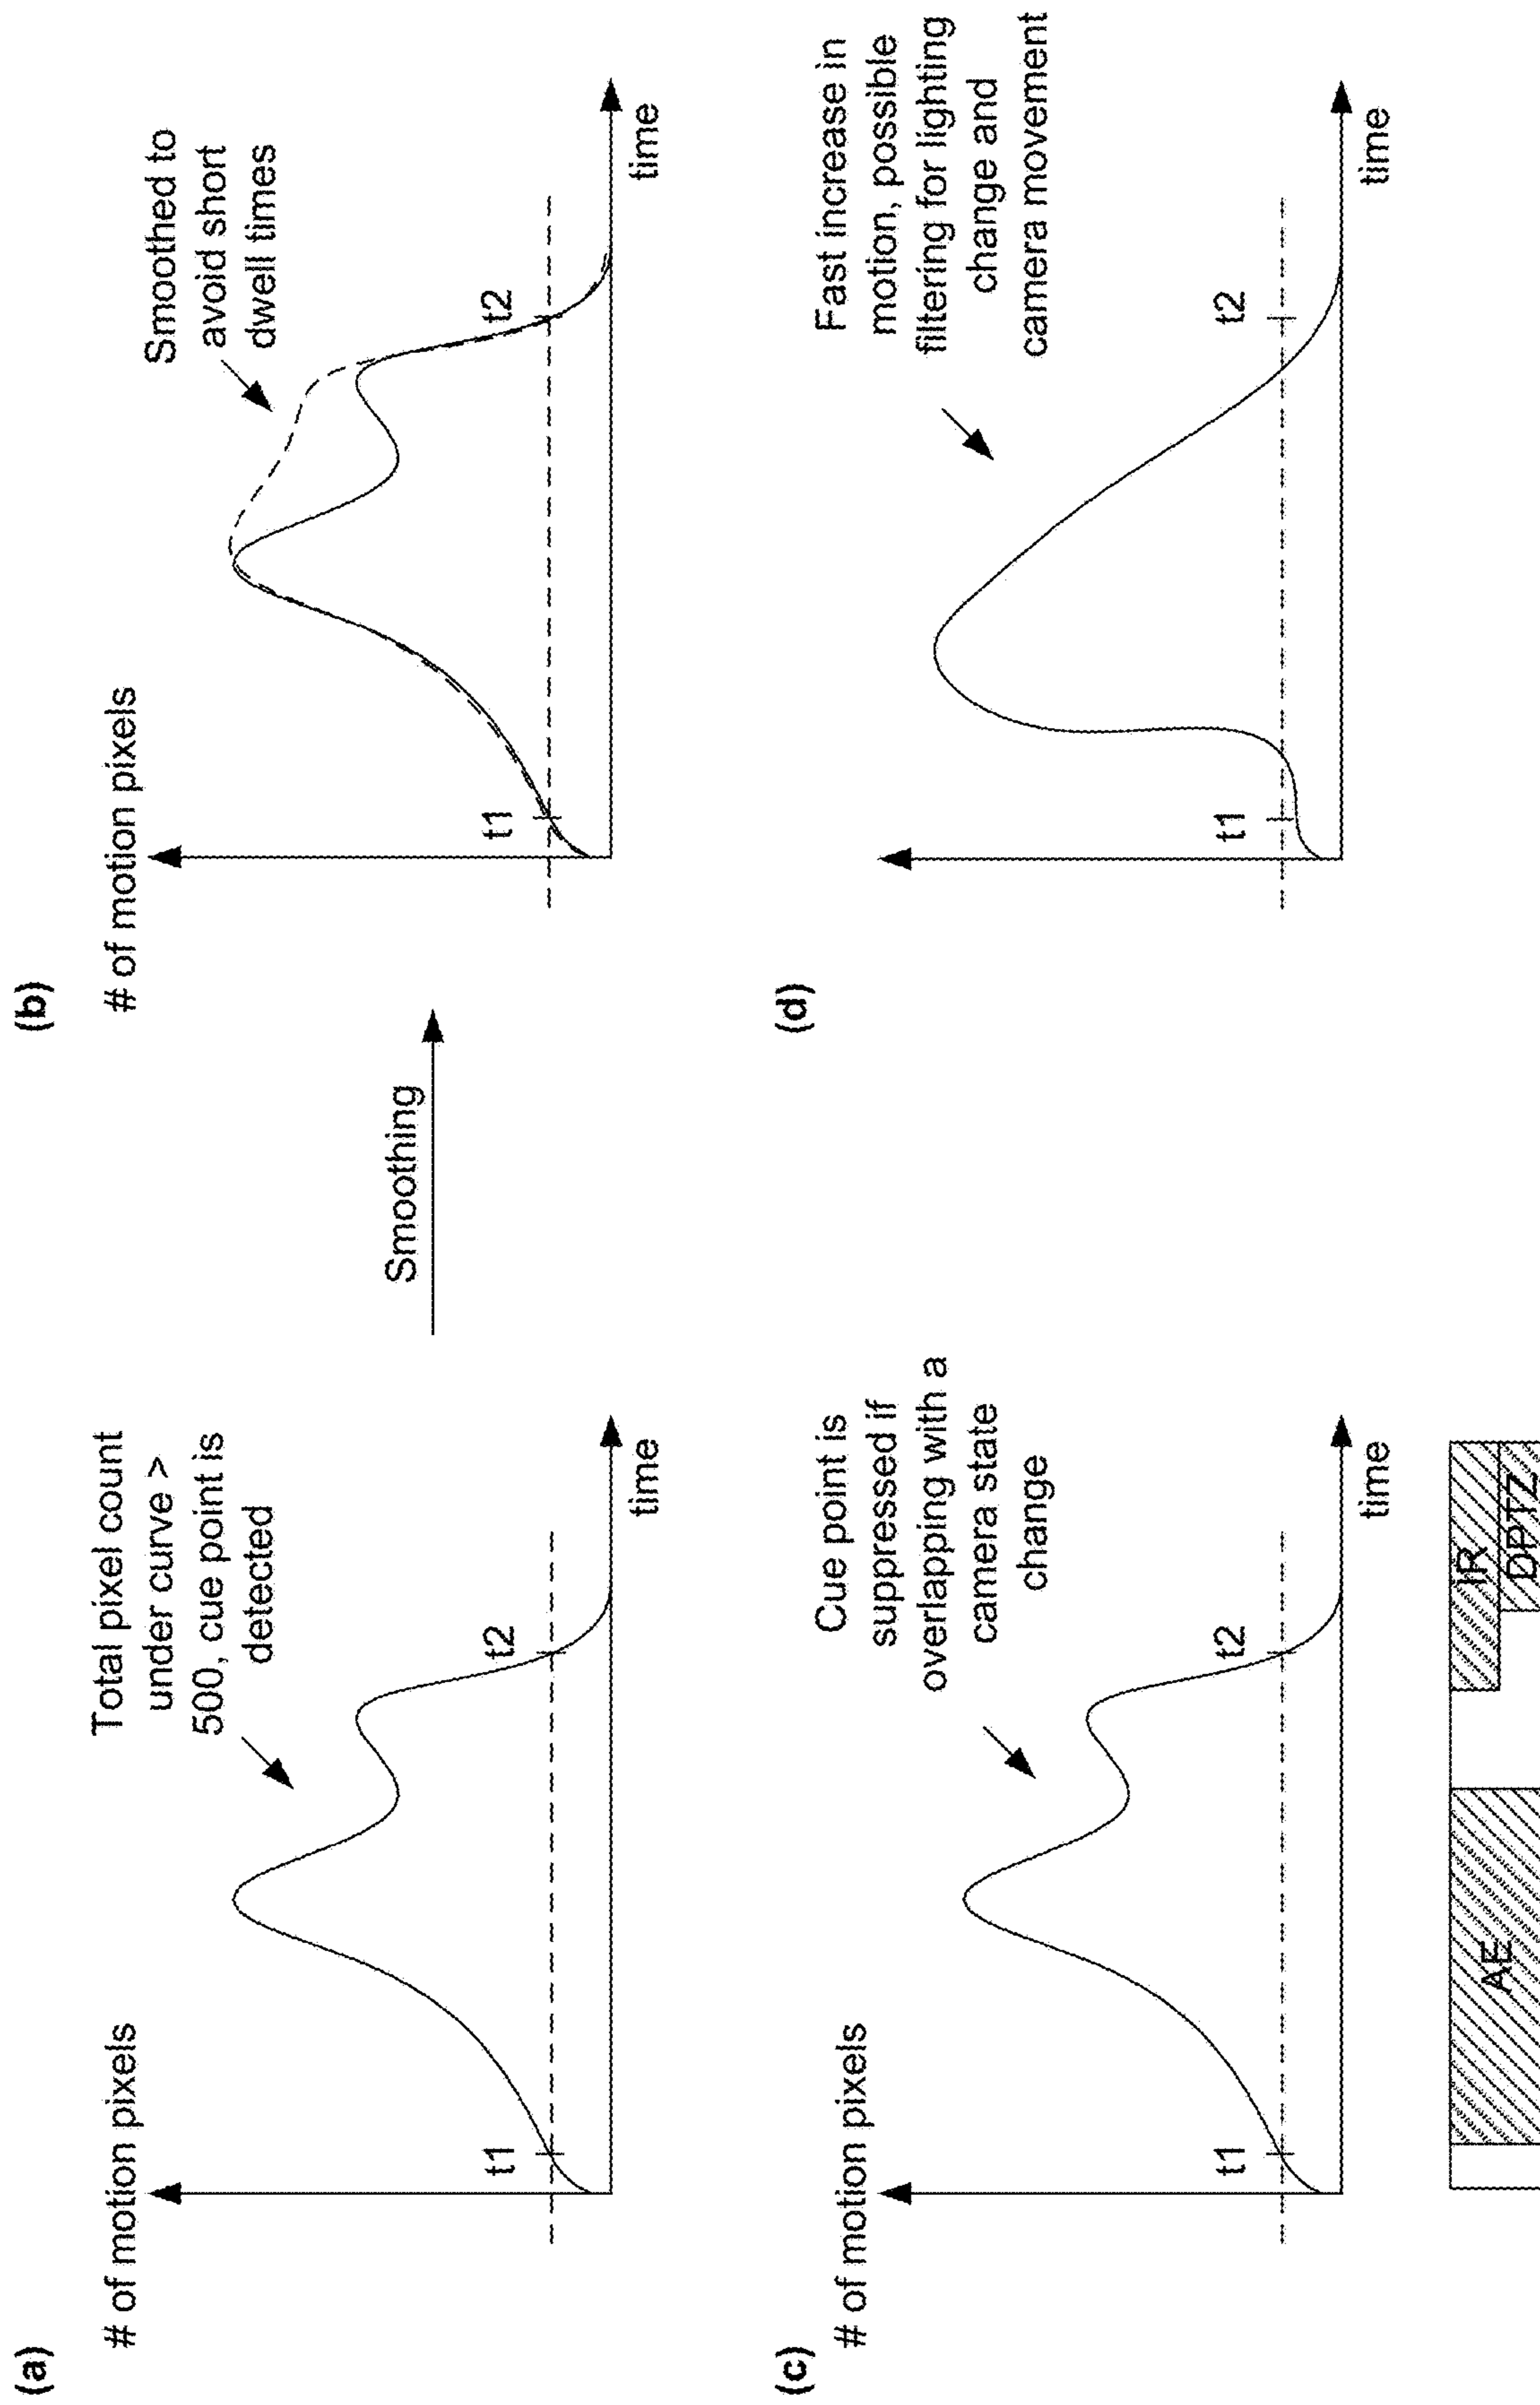 (a)
# of motion pixels
Total pixel count
under curve >
500, cue point is
detected
t1
t2
time
Smoothing
(b)
# of motion pixels
Smoothed to
avoid short
dwell times
t1
t2
time
(c)
# of motion pixels
Cue point is
suppressed if
overlapping with a
camera state
change
t1
t2
time
AE
IR
DPTZ
(d)
Fast increase in
motion, possible
filtering for lighting
change and
camera movement
t1
t2
time